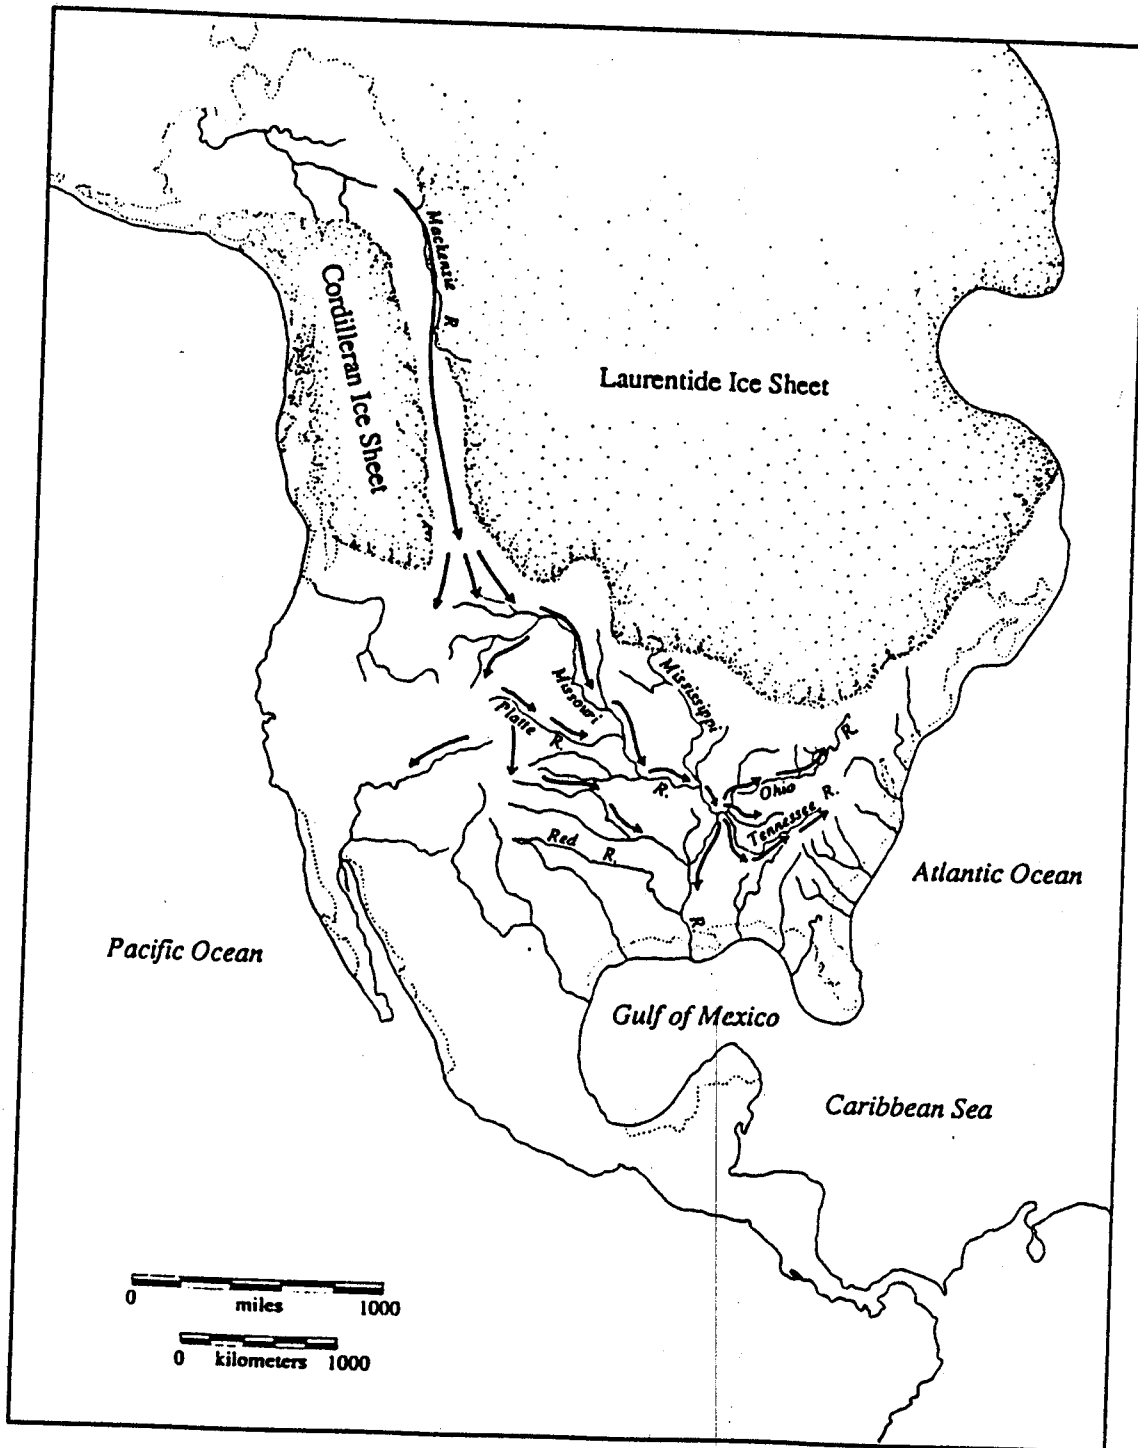 Mackenzie R.
Cordilleran Ice Sheet
Laurentide Ice Sheet
Mississippi
Missouri
Platte
R.
R.
R.
Ohio
Tennessee R.
Red R.
R.
Atlantic Ocean
Pacific Ocean
Gulf of Mexico
Caribbean Sea
0 miles 1000
0 kilometers 1000